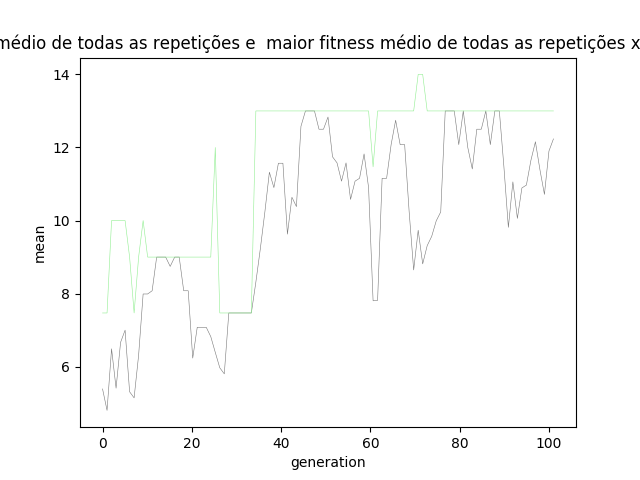 médio de todas as repetições e  maior fitness médio de todas as repetições x
14
12
10
8
6
mean
0 20 40 60 80 100
generation